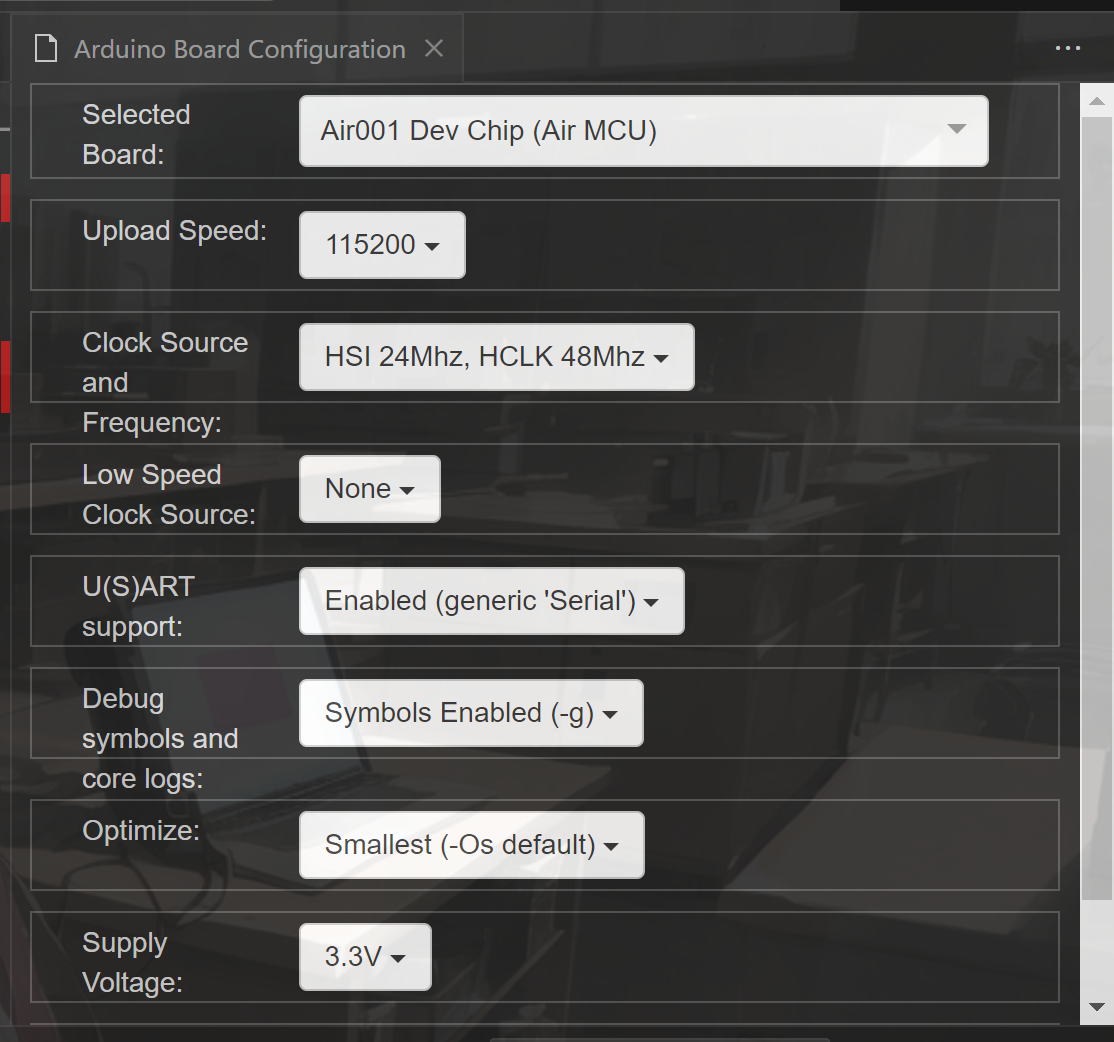 Arduino Board Configuration
Selected
Board:
Air001 Dev Chip (Air MCU)
Upload Speed:
115200
Clock Source
and
Frequency:
HSI 24Mhz, HCLK 48Mhz
Low Speed
Clock Source:
None
U(S)ART
support:
Enabled (generic 'Serial')
Debug
symbols and
core logs:
Symbols Enabled (-g)
Optimize:
Smallest (-Os default)
Supply
Voltage:
3.3V